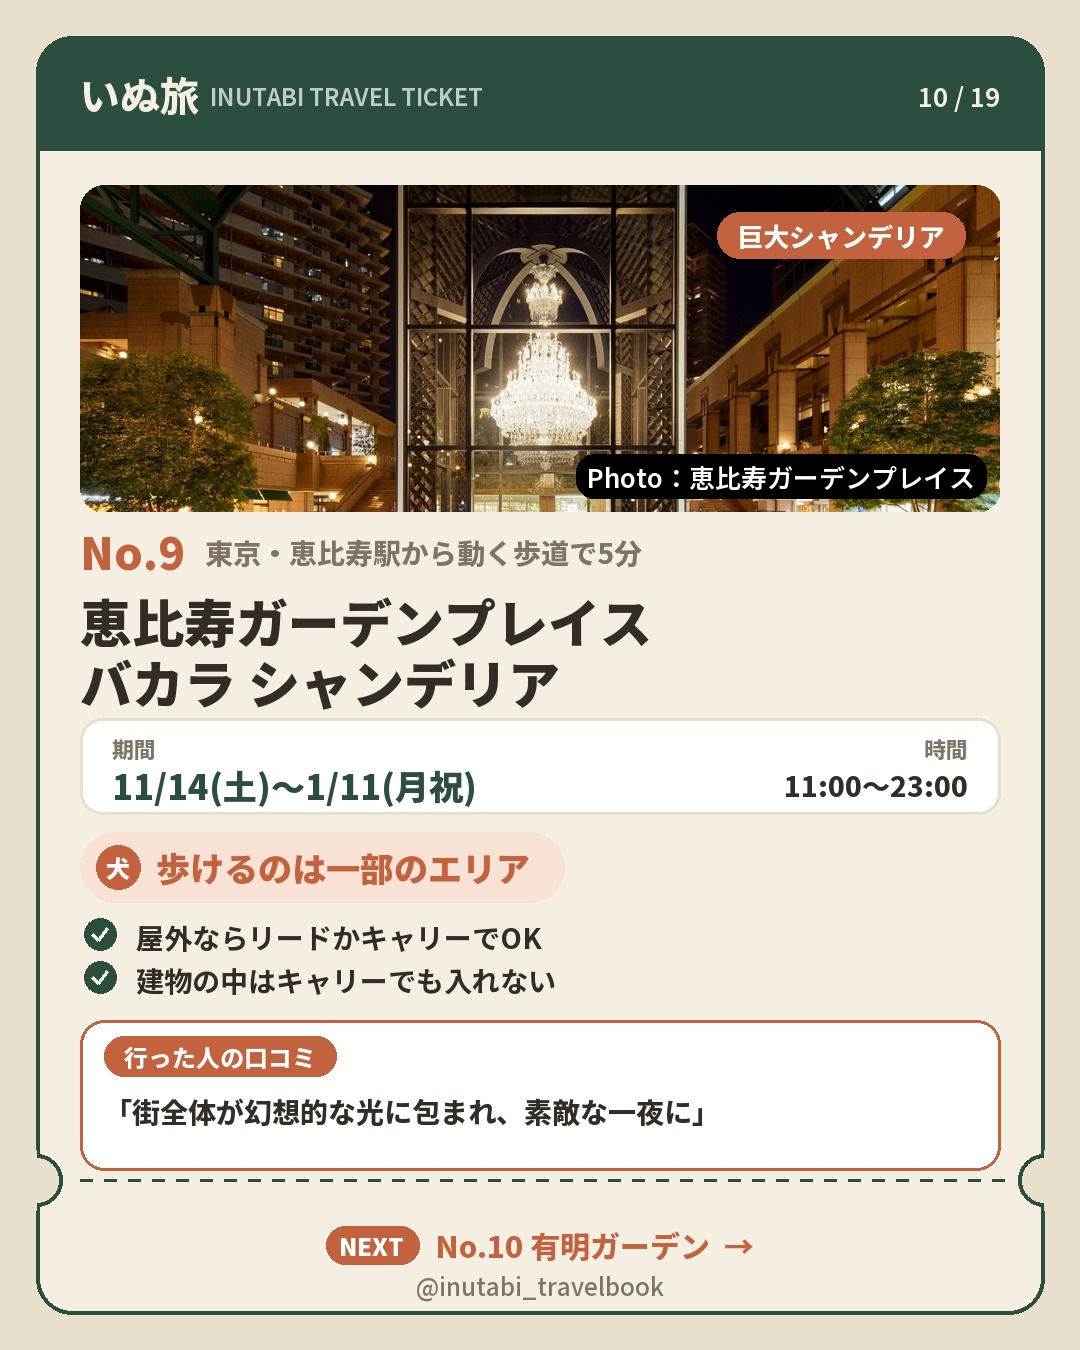 いぬ旅 INUTABI TRAVEL TICKET 10 / 19
巨大シャンデリア
Photo：恵比寿ガーデンプレイス
No.9 東京・恵比寿駅から動く歩道で5分
恵比寿ガーデンプレイス
バカラ シャンデリア
期間 時間
11/14(土)〜1/11(月祝) 11:00〜23:00
犬 歩けるのは一部のエリア
屋外ならリードかキャリーでOK
建物の中はキャリーでも入れない
行った人の口コミ
「街全体が幻想的な光に包まれ、素敵な一夜に」
NEXT No.10 有明ガーデン →
@inutabi_travelbook